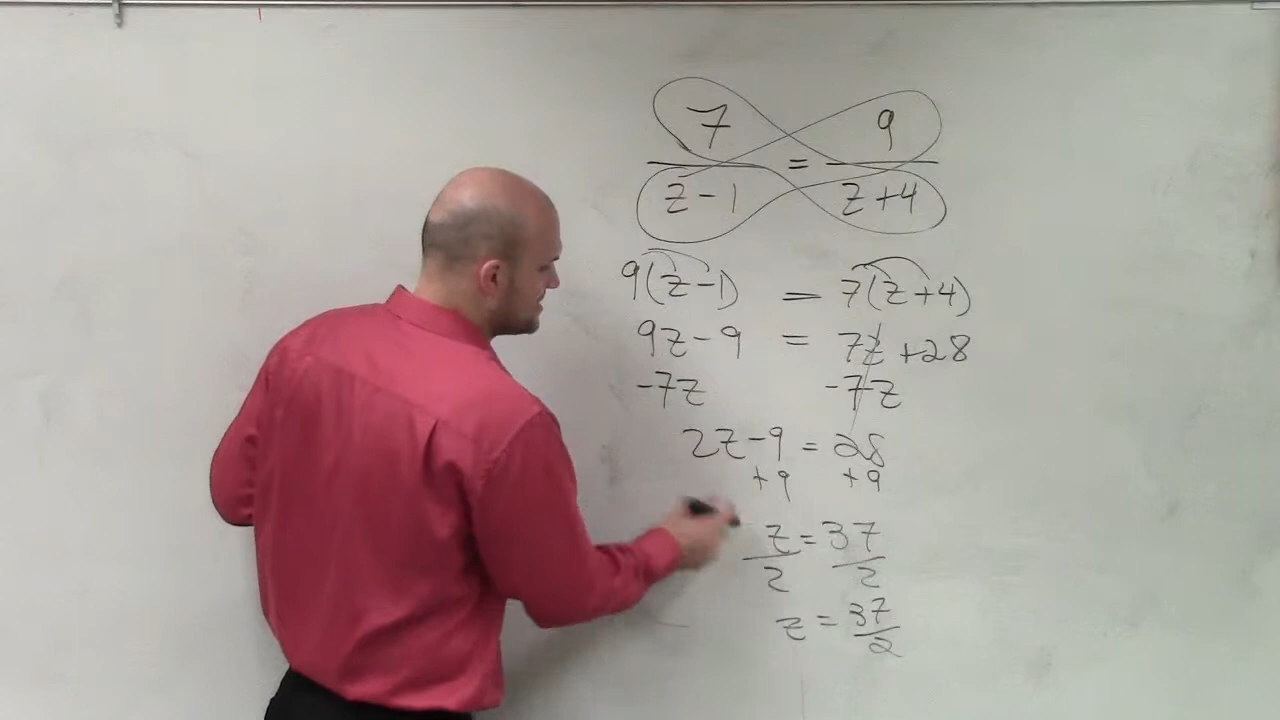 7/(z-1) = 9/(z+4)
9(z-1) = 7(z+4)
9z-9 = 7z+28
-7z -7z
2z-9 = 28
+9 +9
z/2 = 37/2
z = 37/2